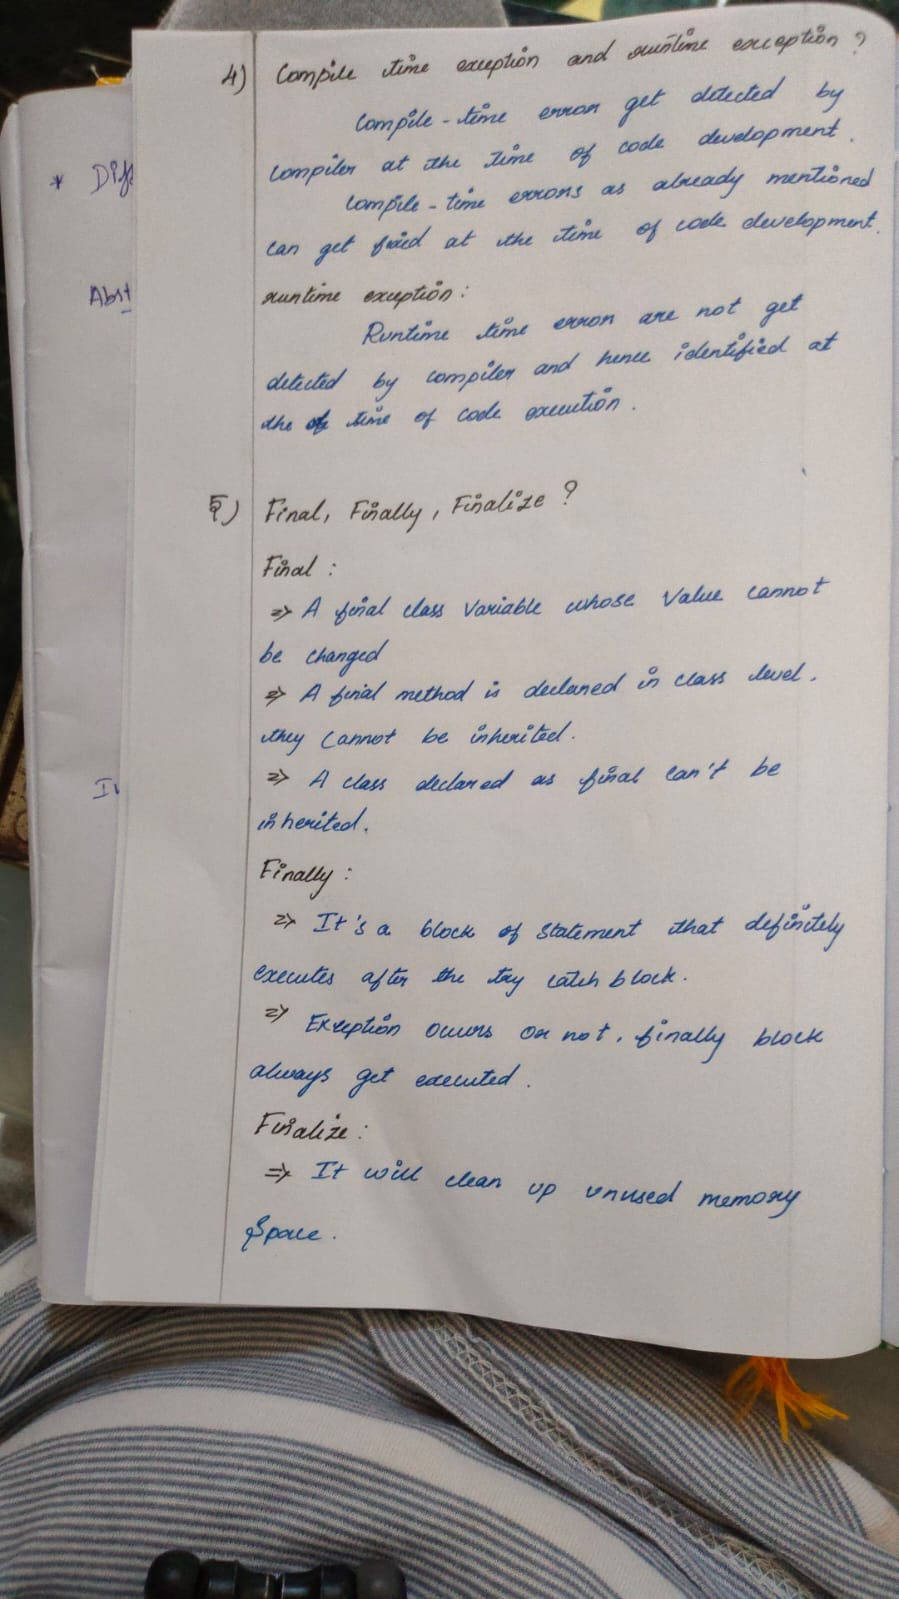 4) Compile time exception and runtime exception ?
Compile - time error get detected by
compiler at the time of code development.
* Diff
Compile - time errors as already mentioned
can get fixed at the time of code development.
Abst
runtime exception :
Runtime time error are not get
detected by compiler and hence identified at
the of time of code execution.
5) Final, Finally, Finalize ?
Final :
=> A final class Variable whose Value cannot
be changed
=> A final method is declared in class level.
they cannot be inherited.
=> A class declared as final can't be
inherited.
Finally :
=> It's a block of Statement that definitely
executes after the try catch block.
=> Exception occurs or not, finally block
always get executed.
Finalize :
=> It will clean up unused memory
Space.